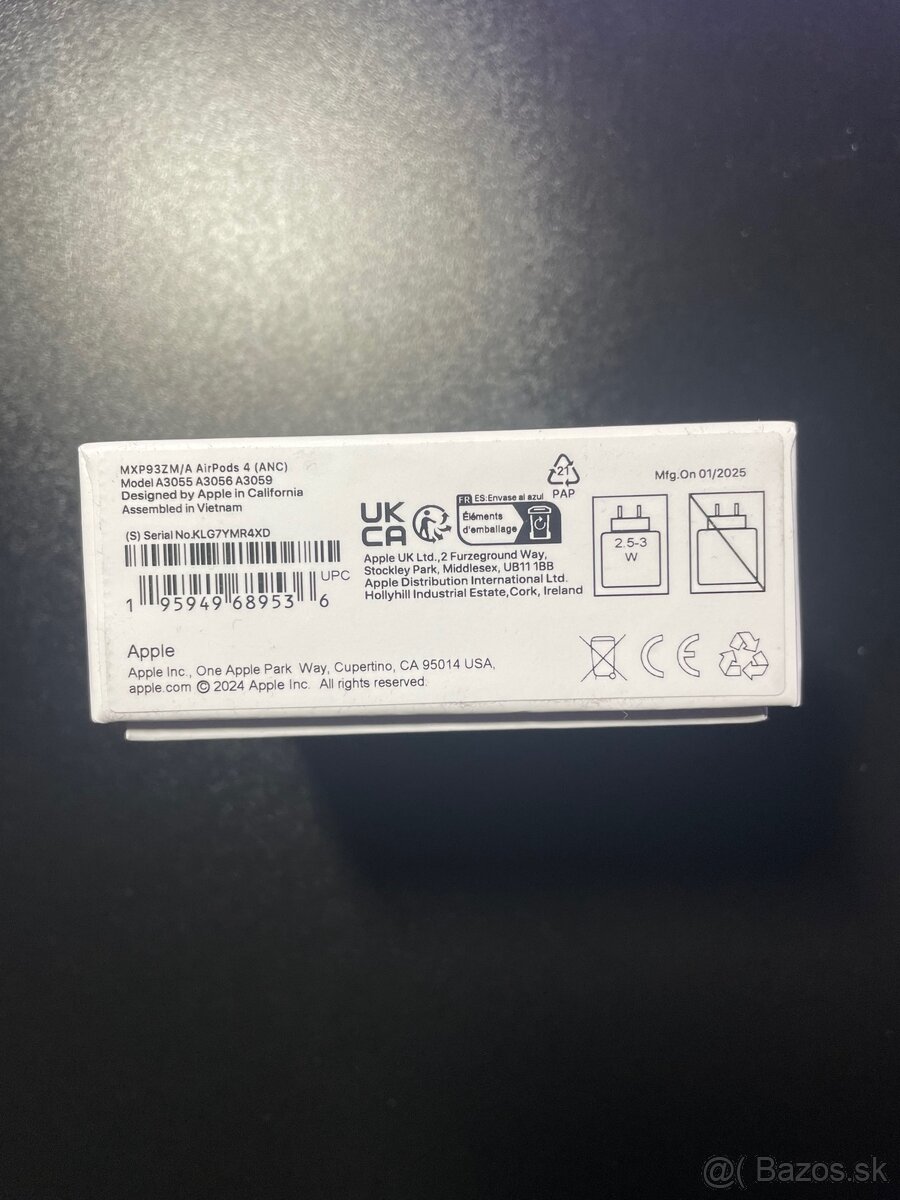 MXP93ZM/A AirPods 4 (ANC)
Model A3055 A3056 A3059
Designed by Apple in California
Assembled in Vietnam
(S) Serial No.KLG7YMR4XD
UPC
1 95949 68953 6
UK
CA
FR ES:Envase al azul
Éléments
d'emballage
21
PAP
Mfg.On 01/2025
2.5-3
W
Apple UK Ltd.,2 Furzeground Way,
Stockley Park, Middlesex, UB11 1BB
Apple Distribution International Ltd.
Hollyhill Industrial Estate,Cork, Ireland
Apple
Apple Inc., One Apple Park Way, Cupertino, CA 95014 USA,
apple.com © 2024 Apple Inc. All rights reserved.
CE
@( Bazos.sk